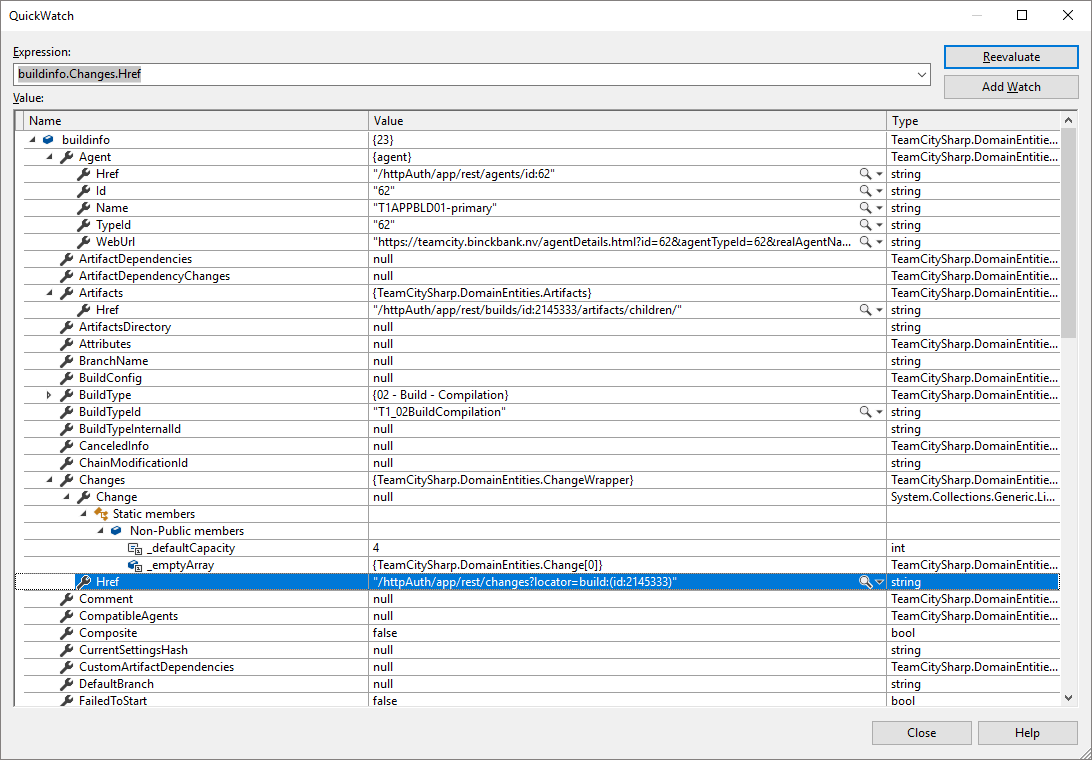 QuickWatch
Expression:
buildinfo.Changes.Href
Reevaluate
Add Watch
Value:
Name Value Type
buildinfo {23} TeamCitySharp.DomainEntitie...
Agent {agent} TeamCitySharp.DomainEntitie...
Href "/httpAuth/app/rest/agents/id:62" string
Id "62" string
Name "T1APPBLD01-primary" string
TypeId "62" string
WebUrl "https://teamcity.binckbank.nv/agentDetails.html?id=62&agentTypeId=62&realAgentNa... string
ArtifactDependencies null TeamCitySharp.DomainEntitie...
ArtifactDependencyChanges null TeamCitySharp.DomainEntitie...
Artifacts {TeamCitySharp.DomainEntities.Artifacts} TeamCitySharp.DomainEntitie...
Href "/httpAuth/app/rest/builds/id:2145333/artifacts/children/" string
ArtifactsDirectory null TeamCitySharp.DomainEntitie...
Attributes null TeamCitySharp.DomainEntitie...
BranchName null string
BuildConfig null TeamCitySharp.DomainEntitie...
BuildType {02 - Build - Compilation} TeamCitySharp.DomainEntitie...
BuildTypeId "T1_02BuildCompilation" string
BuildTypeInternalId null string
CanceledInfo null TeamCitySharp.DomainEntitie...
ChainModificationId null string
Changes {TeamCitySharp.DomainEntities.ChangeWrapper} TeamCitySharp.DomainEntitie...
Change null System.Collections.Generic.Li...
Static members
Non-Public members
_defaultCapacity 4 int
_emptyArray {TeamCitySharp.DomainEntities.Change[0]} TeamCitySharp.DomainEntitie...
Href "/httpAuth/app/rest/changes?locator=build:(id:2145333)" string
Comment null TeamCitySharp.DomainEntitie...
CompatibleAgents null TeamCitySharp.DomainEntitie...
Composite false bool
CurrentSettingsHash null string
CustomArtifactDependencies null TeamCitySharp.DomainEntitie...
DefaultBranch null string
FailedToStart false bool
Close Help